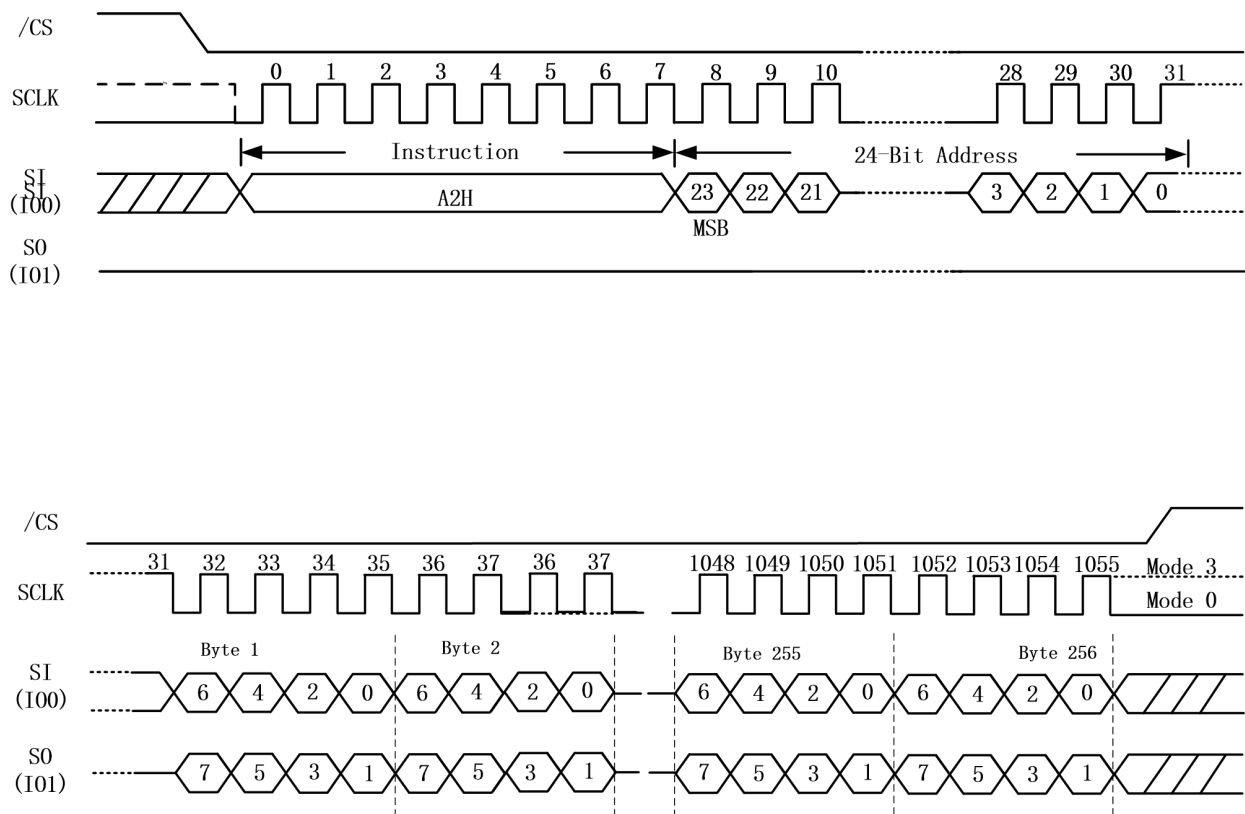 /CS
0 1 2 3 4 5 6 7 8 9 10 28 29 30 31
SCLK
Instruction 24-Bit Address
SI
SI
(IO0)
A2H 23 22 21 3 2 1 0
MSB
SO
(IO1)
/CS
31 32 33 34 35 36 37 36 37 1048 1049 1050 1051 1052 1053 1054 1055 Mode 3
SCLK
Mode 0
Byte 1 Byte 2 Byte 255 Byte 256
SI
(IO0)
6 4 2 0 6 4 2 0 6 4 2 0 6 4 2 0
SO
(IO1)
7 5 3 1 7 5 3 1 7 5 3 1 7 5 3 1